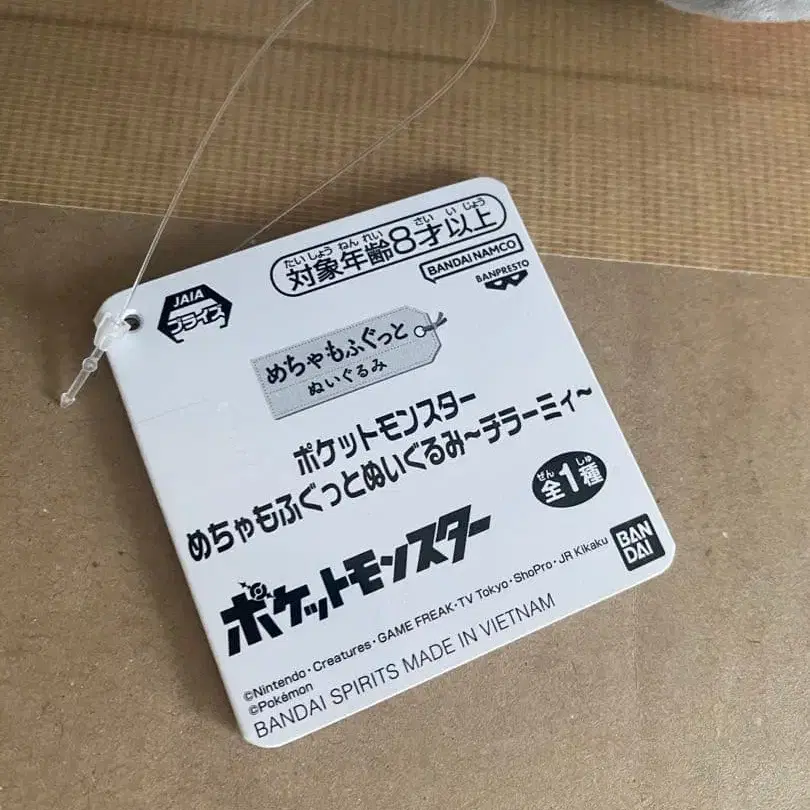 たいしょうねんれい さいいじょう
対象年齢8才以上
JAIA
プライズ
BANDAI NAMCO
BANPRESTO
めちゃもふぐっと
ぬいぐるみ
ポケットモンスター
めちゃもふぐっとぬいぐるみ～チラーミィ～
ぜん しゅ
全1種
ポケットモンスター
BAN
DAI
©Nintendo・Creatures・GAME FREAK・TV Tokyo・ShoPro・JR Kikaku
©Pokémon
BANDAI SPIRITS MADE IN VIETNAM